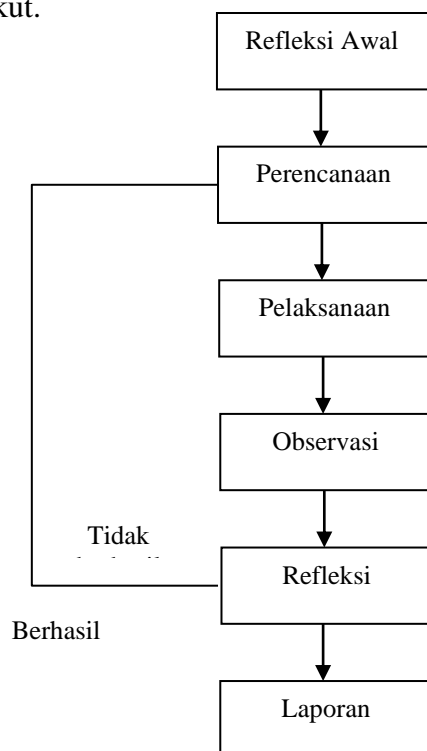 kut.
Refleksi Awal
Perencanaan
Pelaksanaan
Observasi
Tidak
Refleksi
Berhasil
Laporan